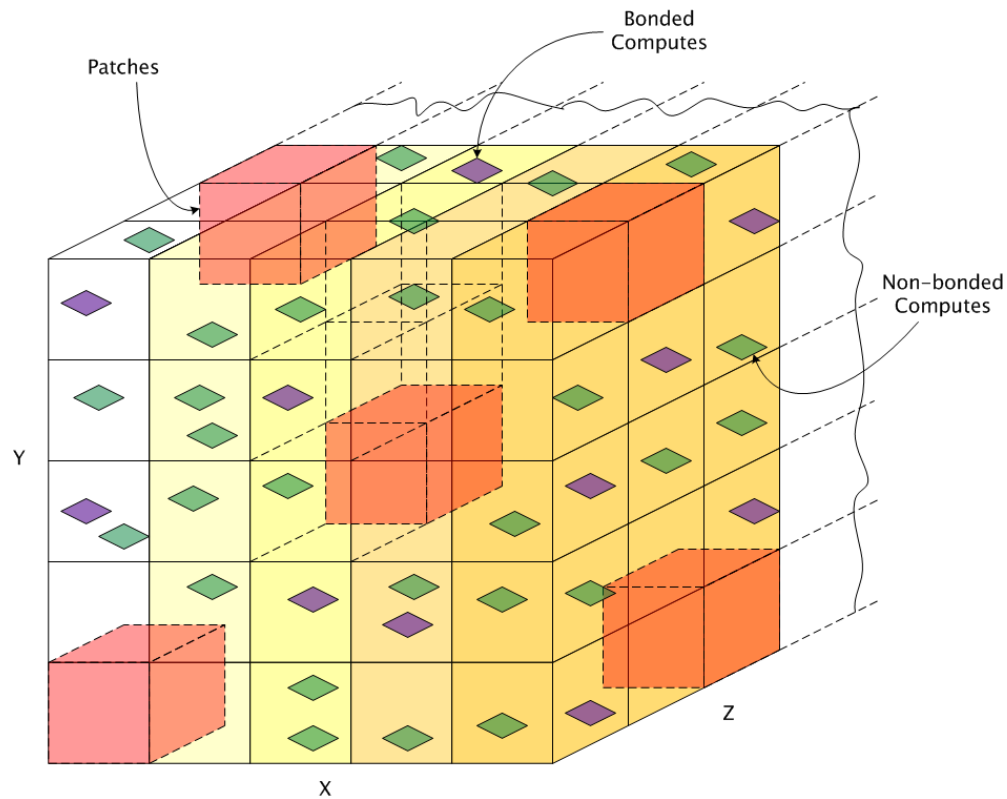 Bonded
Computes
Patches
Non-bonded
Computes
Y
Z
X